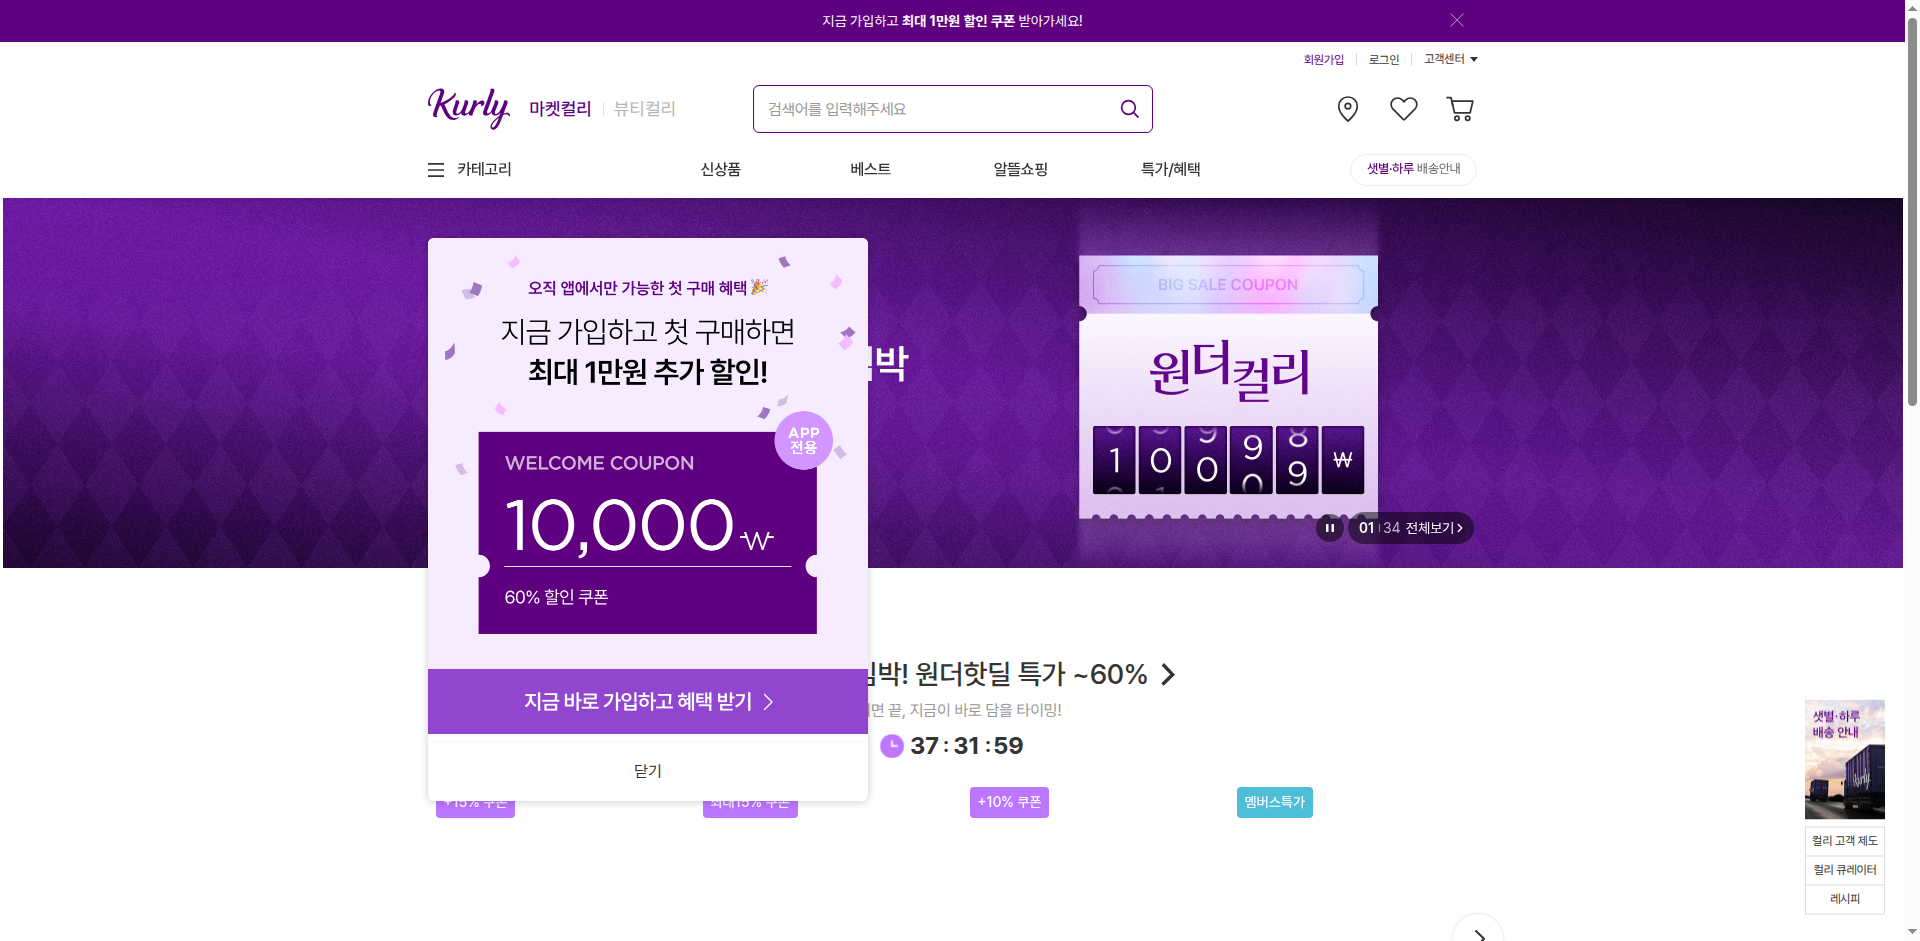 지금 가입하고 최대 1만원 할인 쿠폰 받아가세요!
회원가입
로그인
고객센터
Kurly
마켓컬리
뷰티컬리
검색어를 입력해주세요
카테고리
신상품
베스트
알뜰쇼핑
특가/혜택
샛별·하루 배송안내
오직 앱에서만 가능한 첫 구매 혜택
지금 가입하고 첫 구매하면
최대 1만원 추가 할인!
APP
전용
WELCOME COUPON
10,000₩
60% 할인 쿠폰
지금 바로 가입하고 혜택 받기
닫기
박
BIG SALE COUPON
원더컬리
1 0 0 9 9 ₩
01 34 전체보기
박! 원더핫딜 특가 ~60%
면 끝, 지금이 바로 담을 타이밍!
37 : 31 : 59
+15% 쿠폰
최대15% 쿠폰
+10% 쿠폰
멤버스특가
샛별·하루
배송 안내
Kurly
컬리 고객 제도
컬리 큐레이터
레시피